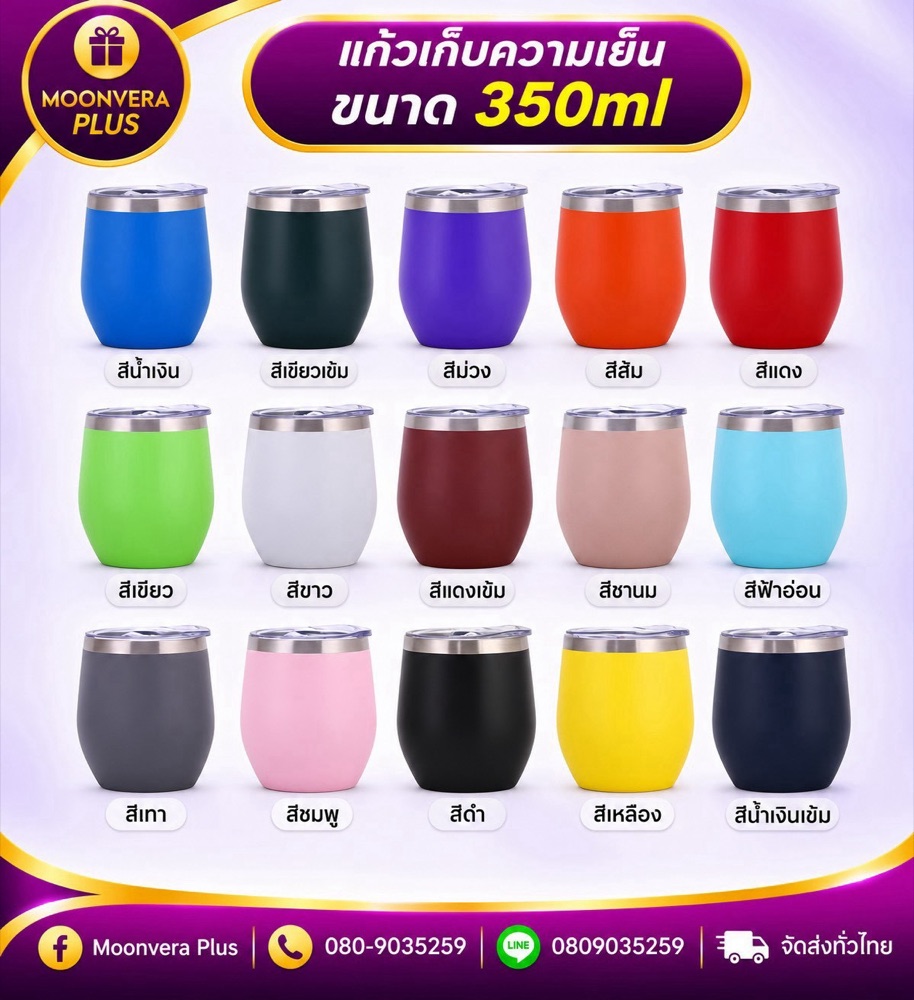 MOONVERA
PLUS
แก้วเก็บความเย็น
ขนาด 350ml
สีน้ำเงิน
สีเขียวเข้ม
สีม่วง
สีส้ม
สีแดง
สีเขียว
สีขาว
สีแดงเข้ม
สีชานม
สีฟ้าอ่อน
สีเทา
สีชมพู
สีดำ
สีเหลือง
สีน้ำเงินเข้ม
Moonvera Plus
080-9035259
LINE
0809035259
จัดส่งทั่วไทย